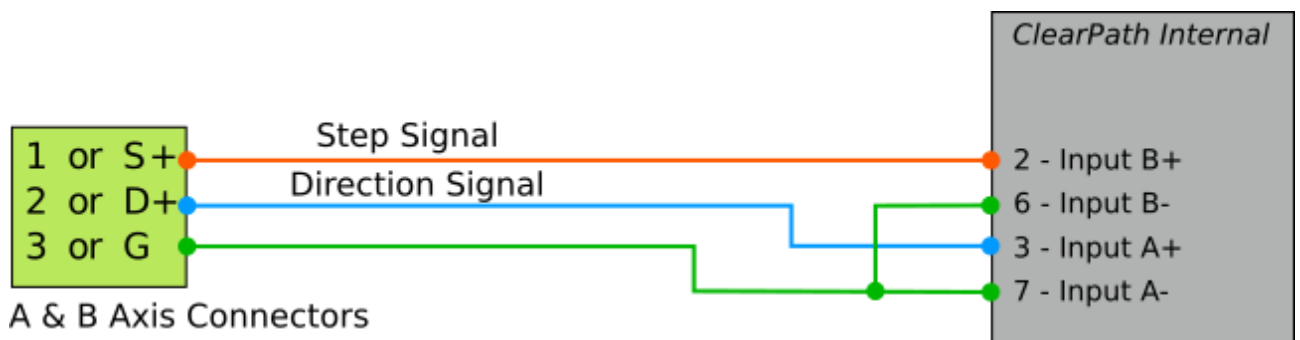 ClearPath Internal
Step Signal
1 or S+
2 - Input B+
Direction Signal
2 or D+
6 - Input B-
3 or G
3 - Input A+
7 - Input A-
A & B Axis Connectors